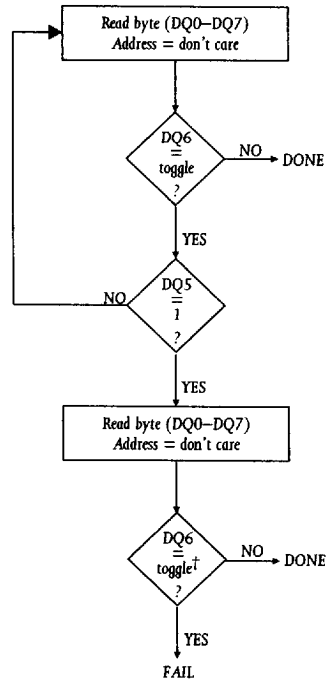 Read byte (DQ0–DQ7)
Address = don't care
DQ6
=
toggle
?
NO
DONE
YES
DQ5
=
1
?
NO
YES
Read byte (DQ0–DQ7)
Address = don't care
DQ6
=
toggle†
?
NO
DONE
YES
FAIL